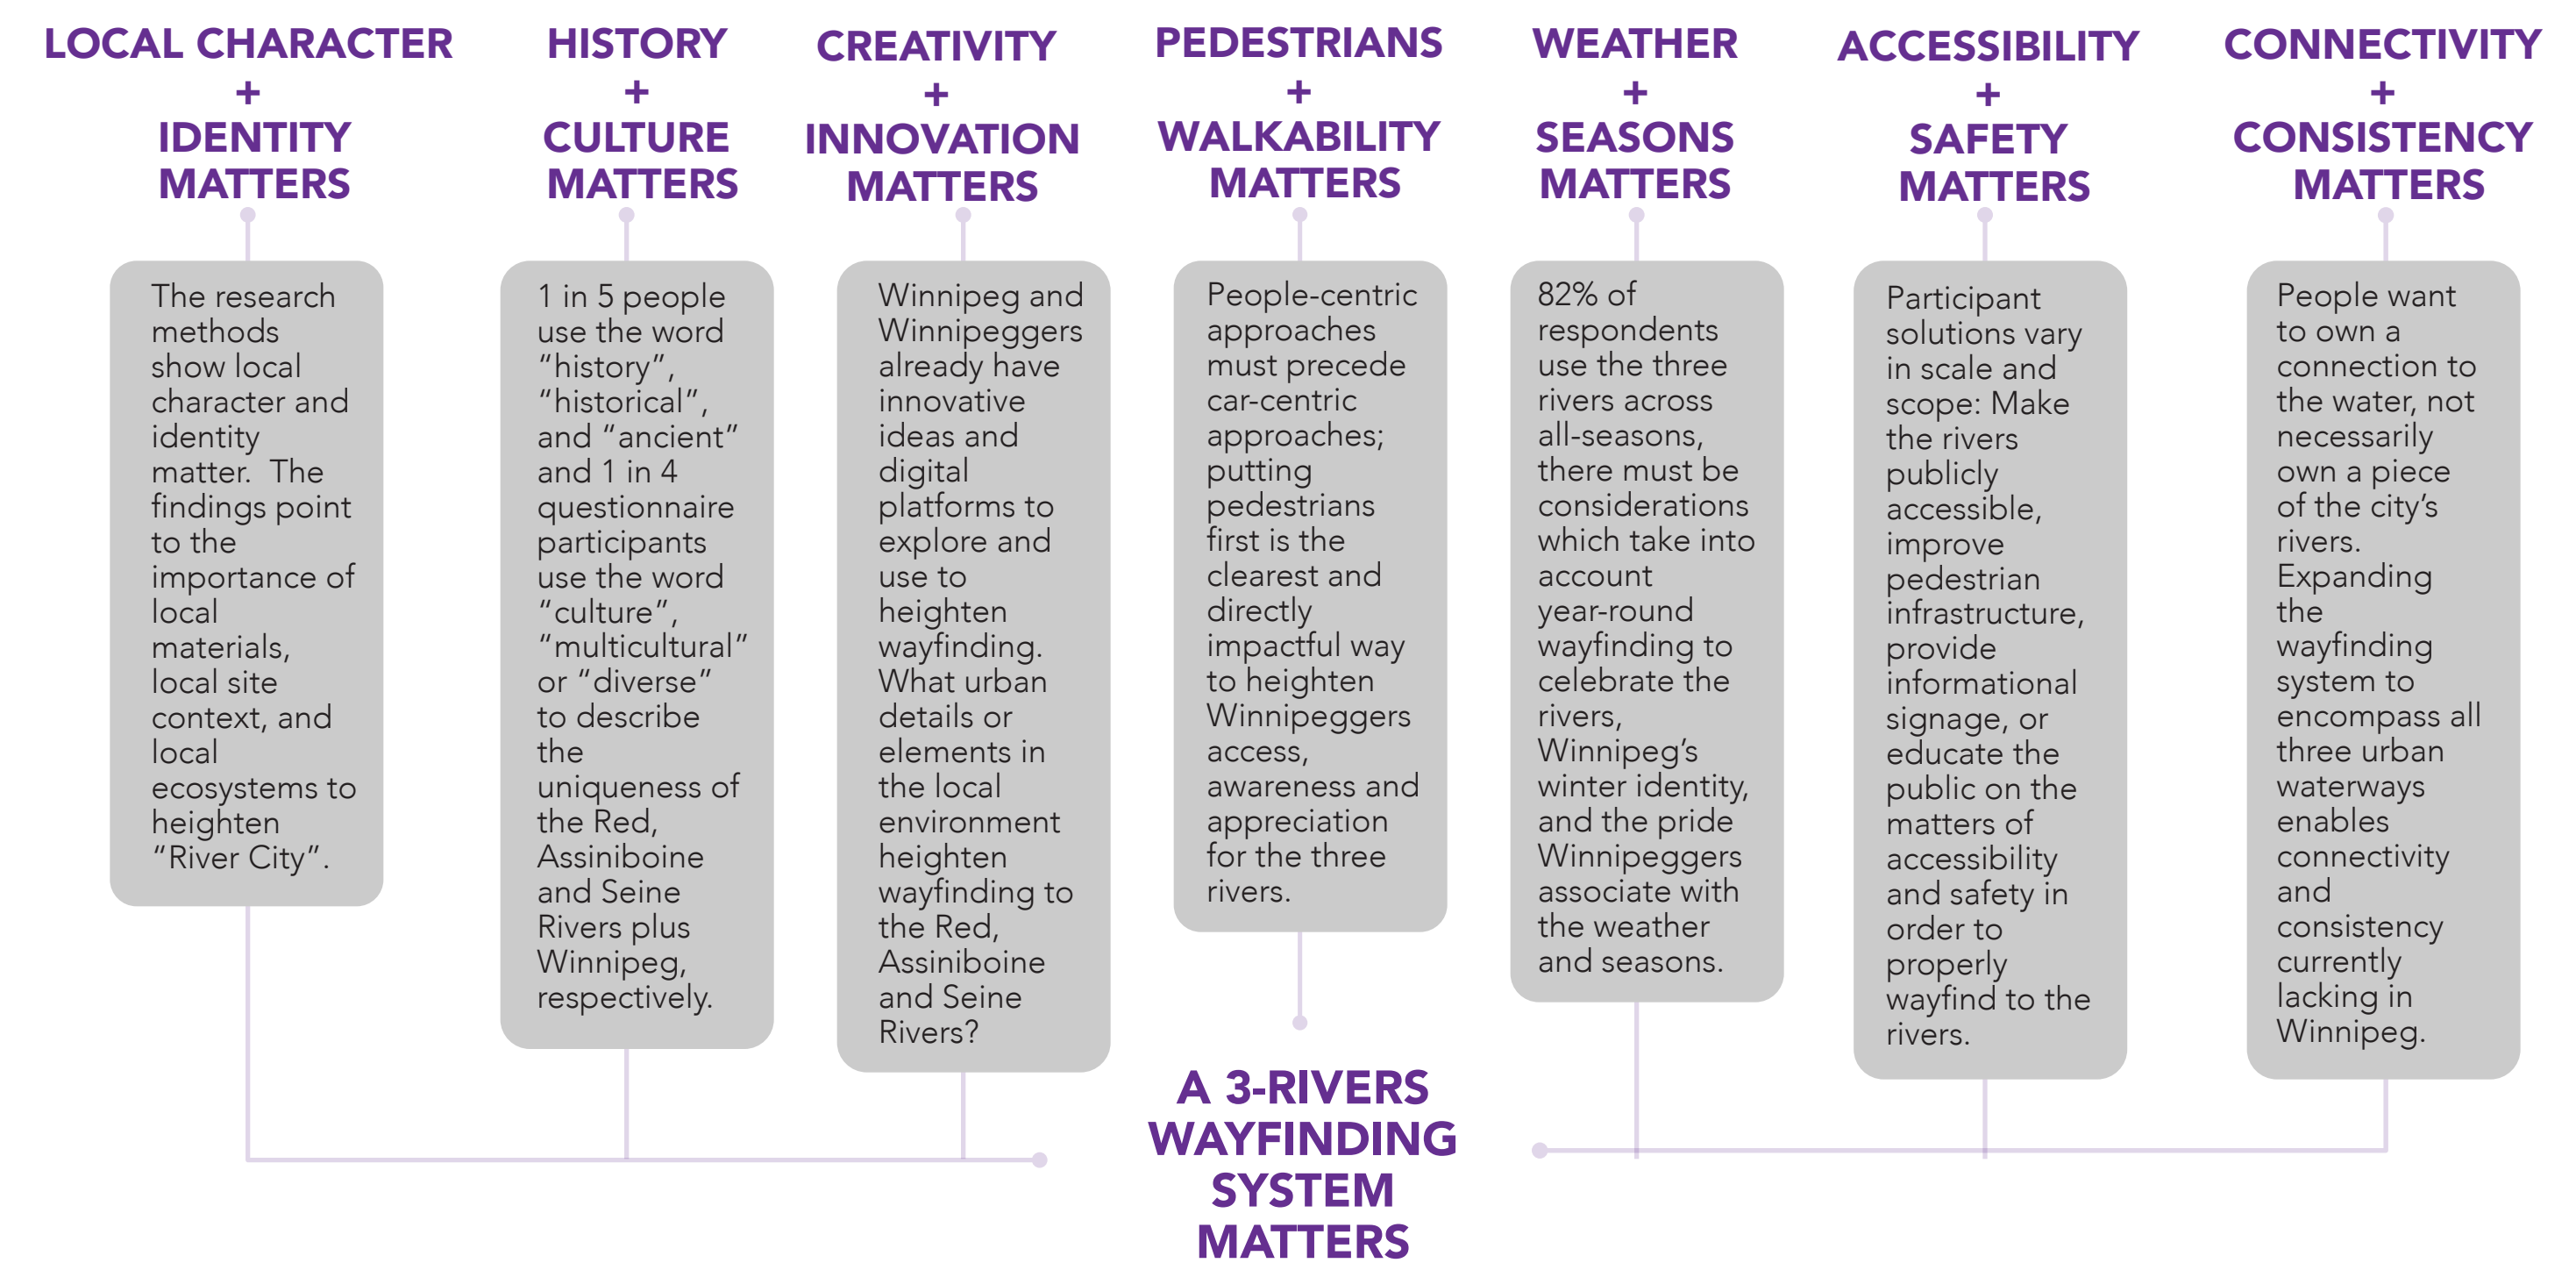 LOCAL CHARACTER
+
IDENTITY
MATTERS
The research
methods
show local
character and
identity
matter.  The
findings point
to the
importance of
local
materials,
local site
context, and
local
ecosystems to
heighten
“River City”.
HISTORY
+
CULTURE
MATTERS
1 in 5 people
use the word
“history”,
“historical”,
and “ancient”
and 1 in 4
questionnaire
participants
use the word
“culture”,
“multicultural”
or “diverse”
to describe
the
uniqueness of
the Red,
Assiniboine
and Seine
Rivers plus
Winnipeg,
respectively.
CREATIVITY
+
INNOVATION
MATTERS
Winnipeg and
Winnipeggers
already have
innovative
ideas and
digital
platforms to
explore and
use to
heighten
wayfinding.
What urban
details or
elements in
the local
environment
heighten
wayfinding to
the Red,
Assiniboine
and Seine
Rivers?
PEDESTRIANS
+
WALKABILITY
MATTERS
People-centric
approaches
must precede
car-centric
approaches;
putting
pedestrians
first is the
clearest and
directly
impactful way
to heighten
Winnipeggers
access,
awareness and
appreciation
for the three
rivers.
WEATHER
+
SEASONS
MATTERS
82% of
respondents
use the three
rivers across
all-seasons,
there must be
considerations
which take into
account
year-round
wayfinding to
celebrate the
rivers,
Winnipeg’s
winter identity,
and the pride
Winnipeggers
associate with
the weather
and seasons.
ACCESSIBILITY
+
SAFETY
MATTERS
Participant
solutions vary
in scale and
scope: Make
the rivers
publicly
accessible,
improve
pedestrian
infrastructure,
provide
informational
signage, or
educate the
public on the
matters of
accessibility
and safety in
order to
properly
wayfind to the
rivers.
CONNECTIVITY
+
CONSISTENCY
MATTERS
People want
to own a
connection to
the water, not
necessarily
own a piece
of the city’s
rivers.
Expanding
the
wayfinding
system to
encompass all
three urban
waterways
enables
connectivity
and
consistency
currently
lacking in
Winnipeg.
A 3-RIVERS
WAYFINDING
SYSTEM
MATTERS